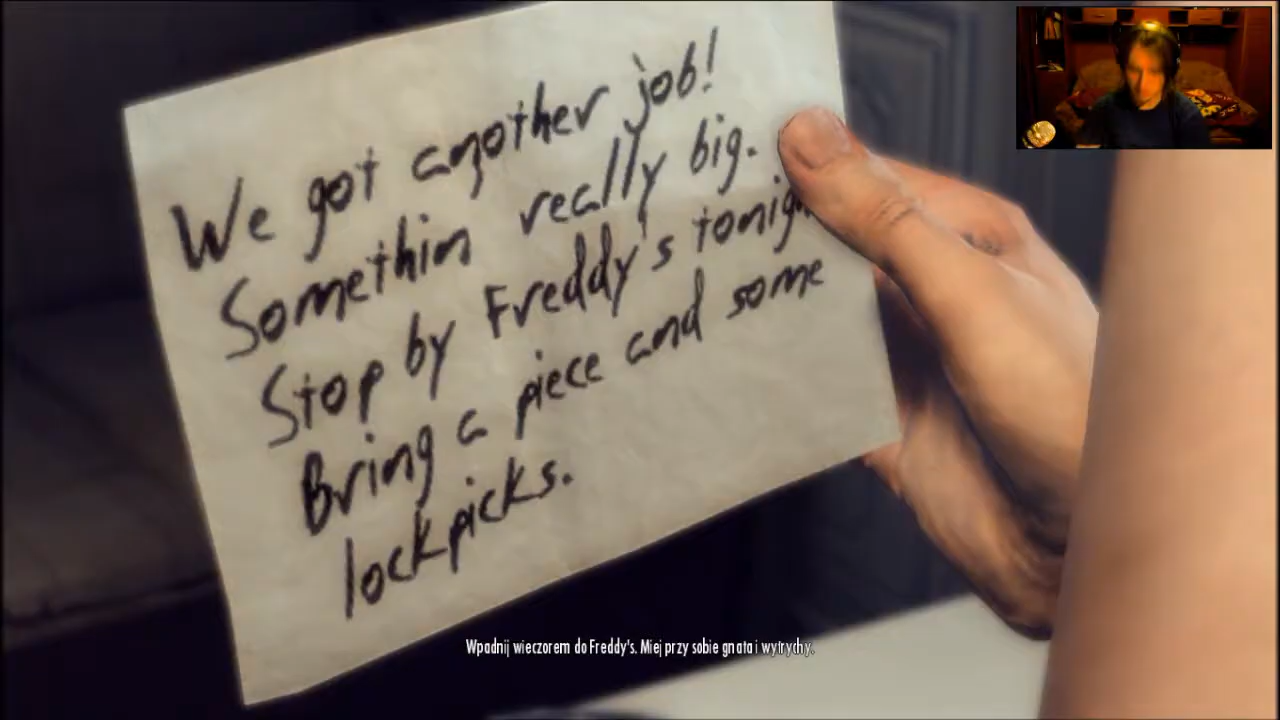 We got another job!
Somethin really big.
Stop by Freddy's tonig
Bring a piece and some
lockpicks.
Wpadnij wieczorem do Freddy's. Miej przy sobie gnata i wytrychy.